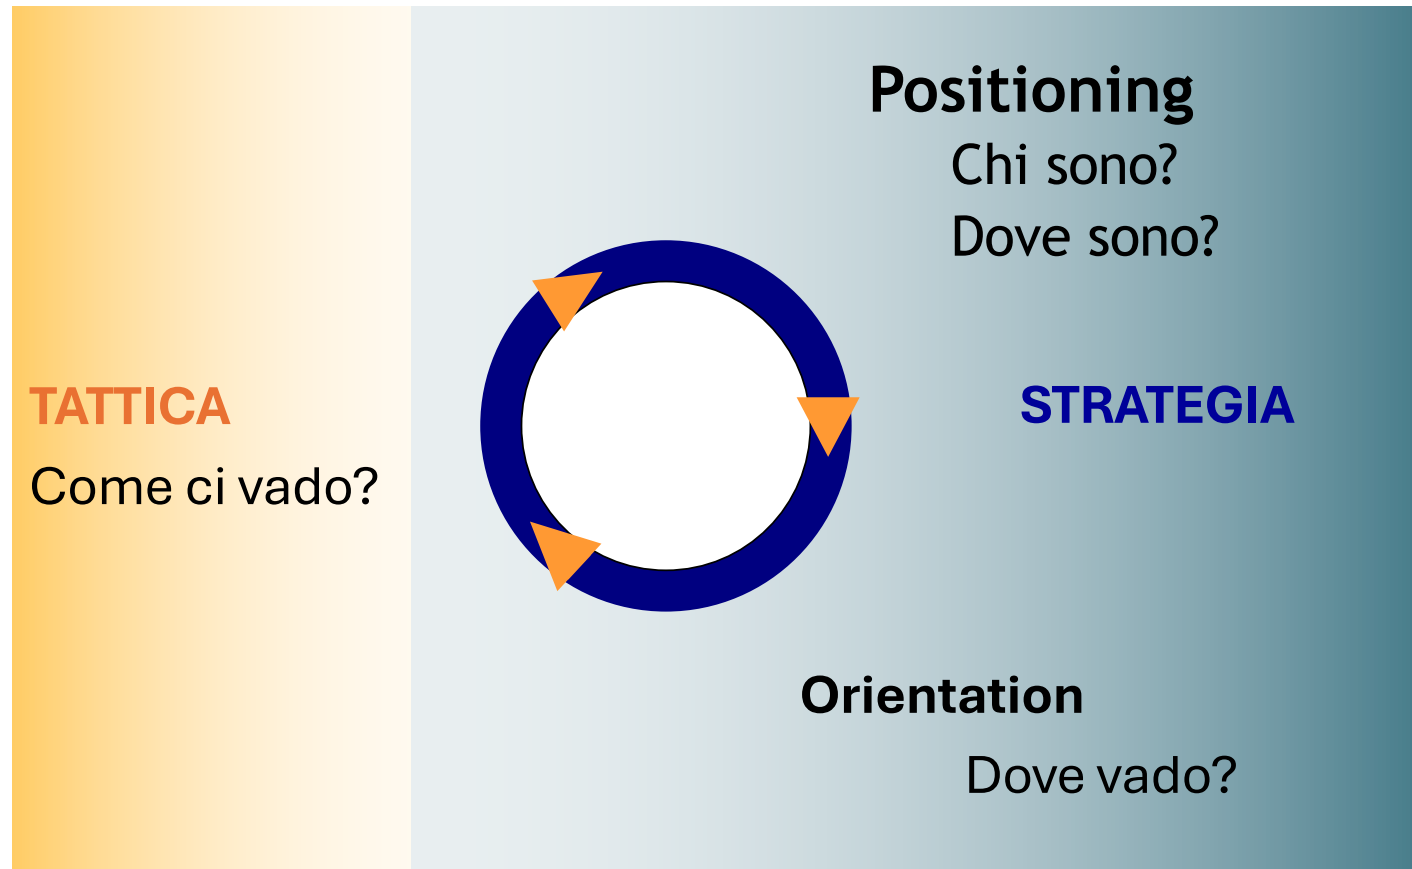 Positioning
Chi sono?
Dove sono?
TATTICA
Come ci vado?
STRATEGIA
Orientation
Dove vado?